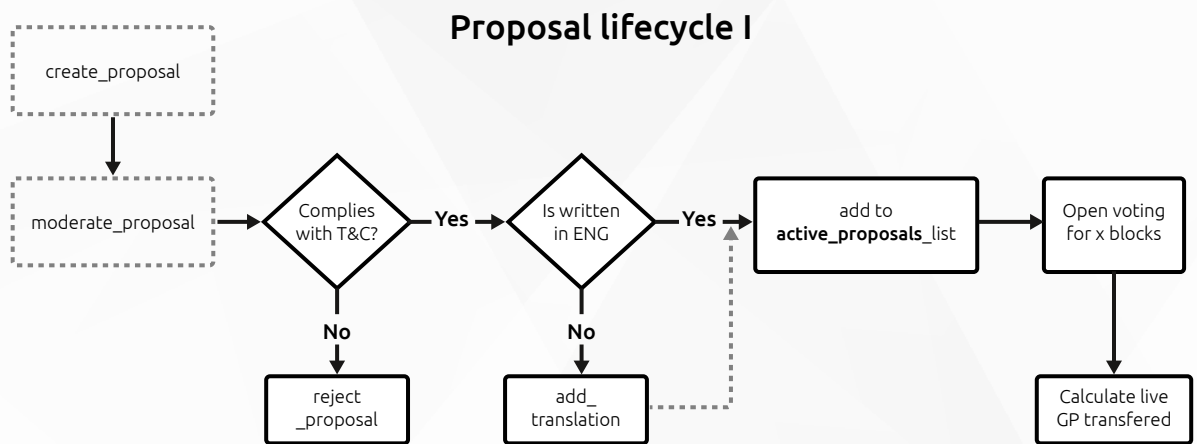 Proposal lifecycle I
create_proposal
moderate_proposal
Complies
with T&C?
Yes
Is written
in ENG
Yes
add to
active_proposals_list
Open voting
for x blocks
No
No
reject
_proposal
add_
translation
Calculate live
GP transfered